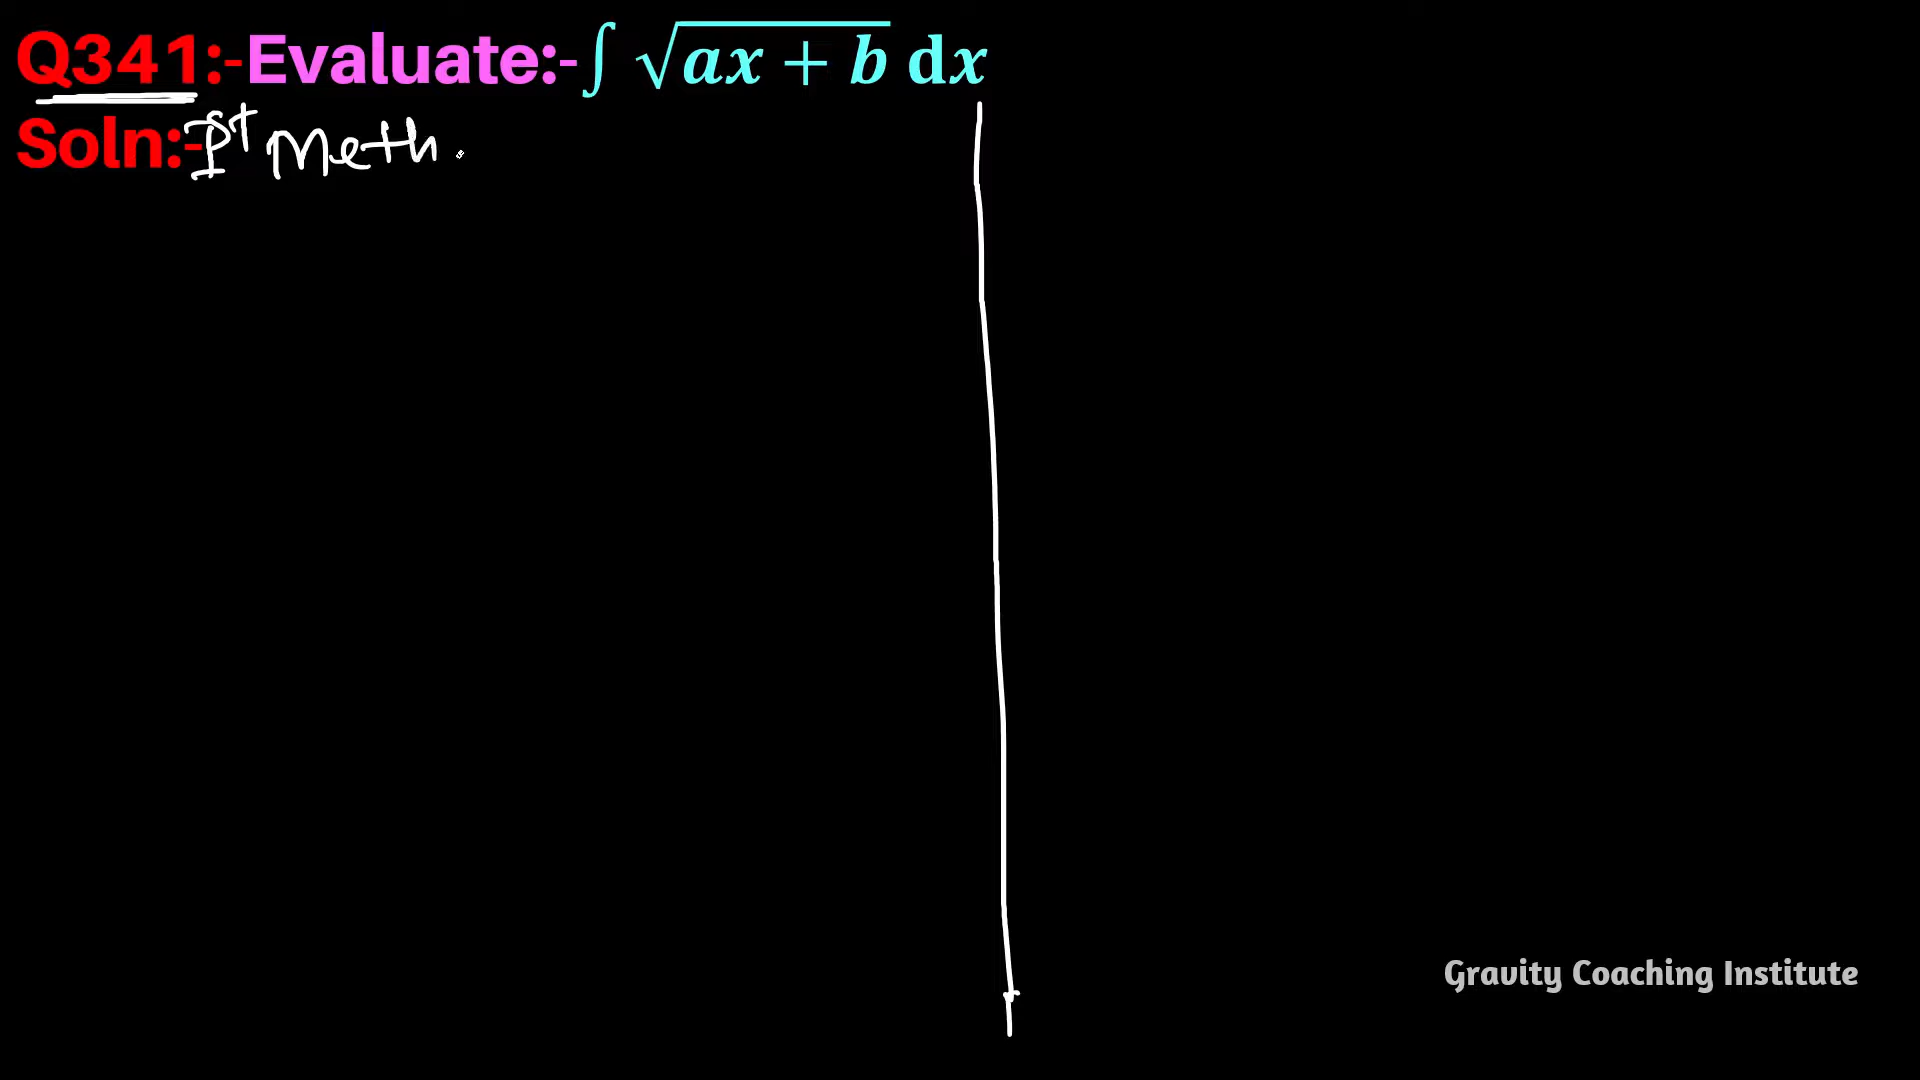 Q341:-Evaluate:-∫ √ax + b dx
Soln:- Ist Meth.
Gravity Coaching Institute